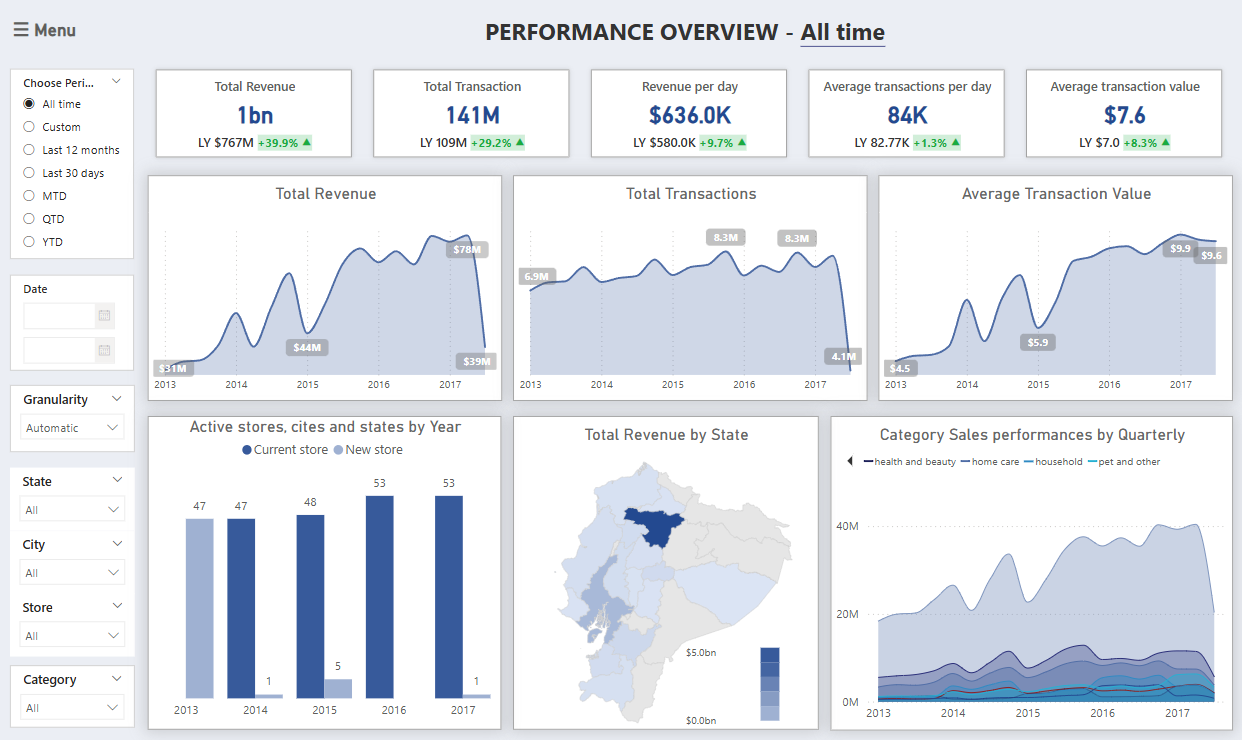 ☰ Menu
PERFORMANCE OVERVIEW - All time
Choose Peri...
All time
Custom
Last 12 months
Last 30 days
MTD
QTD
YTD
Date
Granularity
Automatic
State
All
City
All
Store
All
Category
All
Total Revenue
1bn
LY $767M +39.9% ▲
Total Transaction
141M
LY 109M +29.2% ▲
Revenue per day
$636.0K
LY $580.0K +9.7% ▲
Average transactions per day
84K
LY 82.77K +1.3% ▲
Average transaction value
$7.6
LY $7.0 +8.3% ▲
Total Revenue
$78M
$44M
$31M
$39M
2013 2014 2015 2016 2017
Total Transactions
8.3M 8.3M
6.9M
4.1M
2013 2014 2015 2016 2017
Average Transaction Value
$9.9
$9.6
$5.9
$4.5
2013 2014 2015 2016 2017
Active stores, cites and states by Year
Current store New store
47 47 48 53 53
1 5 1
2013 2014 2015 2016 2017
Total Revenue by State
$5.0bn
$0.0bn
Category Sales performances by Quarterly
health and beauty home care household pet and other
40M
20M
0M
2013 2014 2015 2016 2017